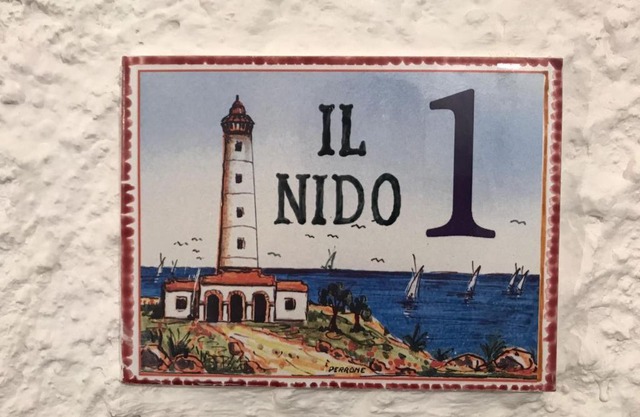 IL
NIDO
1
PERRONE